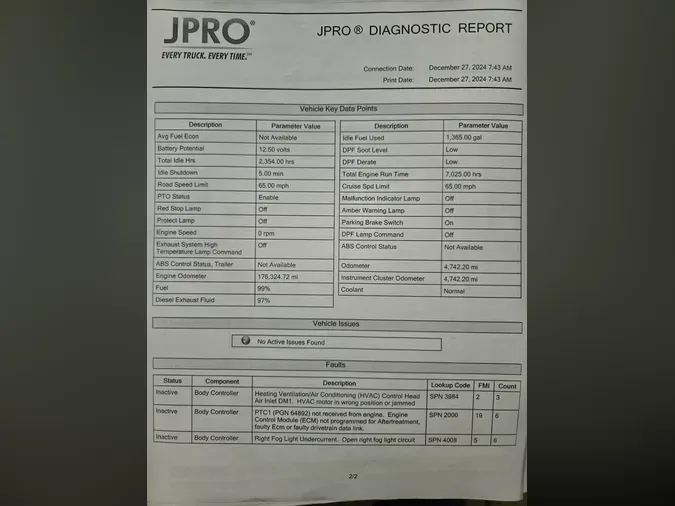 JPRO®
EVERY TRUCK. EVERY TIME.℠
JPRO® DIAGNOSTIC REPORT
Connection Date: December 27, 2024 7:43 AM
Print Date: December 27, 2024 7:43 AM
Vehicle Key Data Points
Description Parameter Value
Avg Fuel Econ Not Available
Battery Potential 12.50 volts
Total Idle Hrs 2,354.00 hrs
Idle Shutdown 5.00 min
Road Speed Limit 65.00 mph
PTO Status Enable
Red Stop Lamp Off
Protect Lamp Off
Engine Speed 0 rpm
Exhaust System High Off
Temperature Lamp Command
ABS Control Status, Trailer Not Available
Engine Odometer 176,324.72 mi
Fuel 99%
Diesel Exhaust Fluid 97%
Description Parameter Value
Idle Fuel Used 1,365.00 gal
DPF Soot Level Low
DPF Derate Low
Total Engine Run Time 7,025.00 hrs
Cruise Spd Limit 65.00 mph
Malfunction Indicator Lamp Off
Amber Warning Lamp Off
Parking Brake Switch On
DPF Lamp Command Off
ABS Control Status Not Available
Odometer 4,742.20 mi
Instrument Cluster Odometer 4,742.20 mi
Coolant Normal
Vehicle Issues
No Active Issues Found
Faults
Status Component Description Lookup Code FMI Count
Inactive Body Controller Heating Ventilation/Air Conditioning (HVAC) Control Head SPN 3984 2 3
Air Inlet DM1. HVAC motor in wrong position or jammed
Inactive Body Controller PTC1 (PGN 64892) not received from engine. Engine SPN 2000 19 6
Control Module (ECM) not programmed for Aftertreatment,
faulty Ecm or faulty drivetrain data link.
Inactive Body Controller Right Fog Light Undercurrent. Open right fog light circuit SPN 4008 5 6
2/2